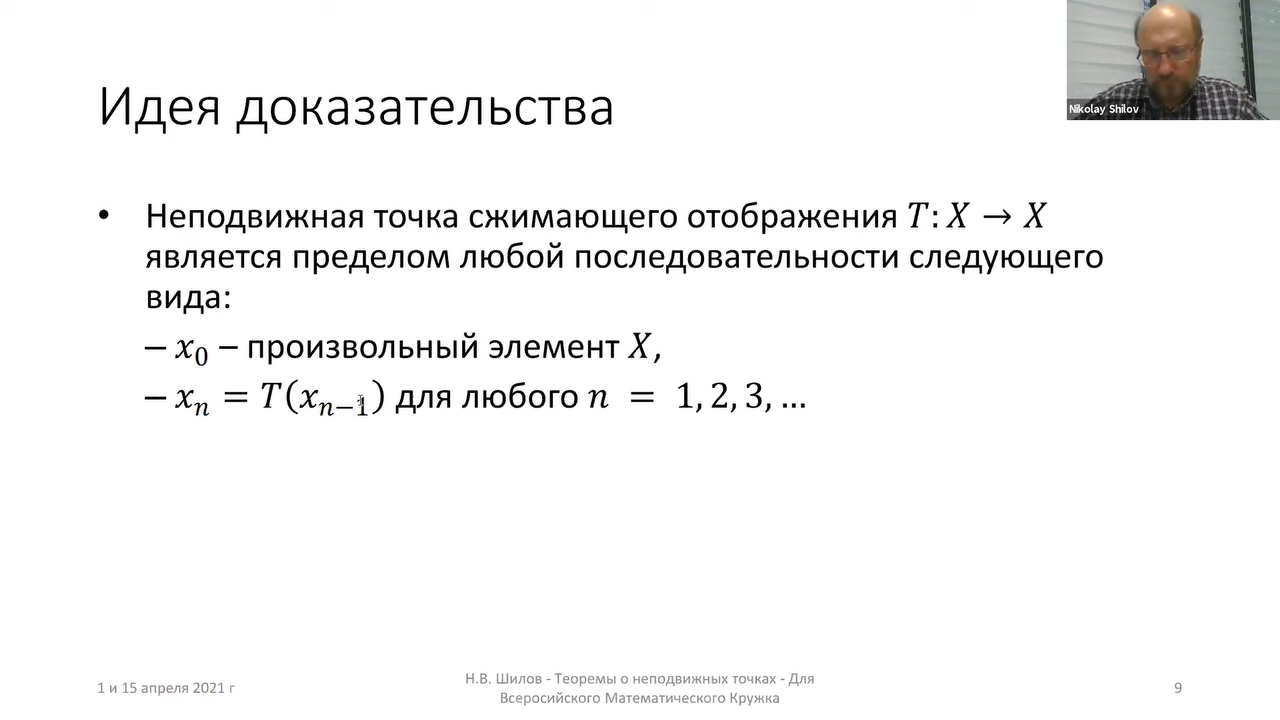 Nikolay Shilov
Идея доказательства
• Неподвижная точка сжимающего отображения T: X → X
является пределом любой последовательности следующего
вида:
– x₀ – произвольный элемент X,
– xₙ = T(xₙ₋₁) для любого n = 1, 2, 3, …
1 и 15 апреля 2021 г
Н.В. Шилов - Теоремы о неподвижных точках - Для
Всеросийского Математического Кружка
9